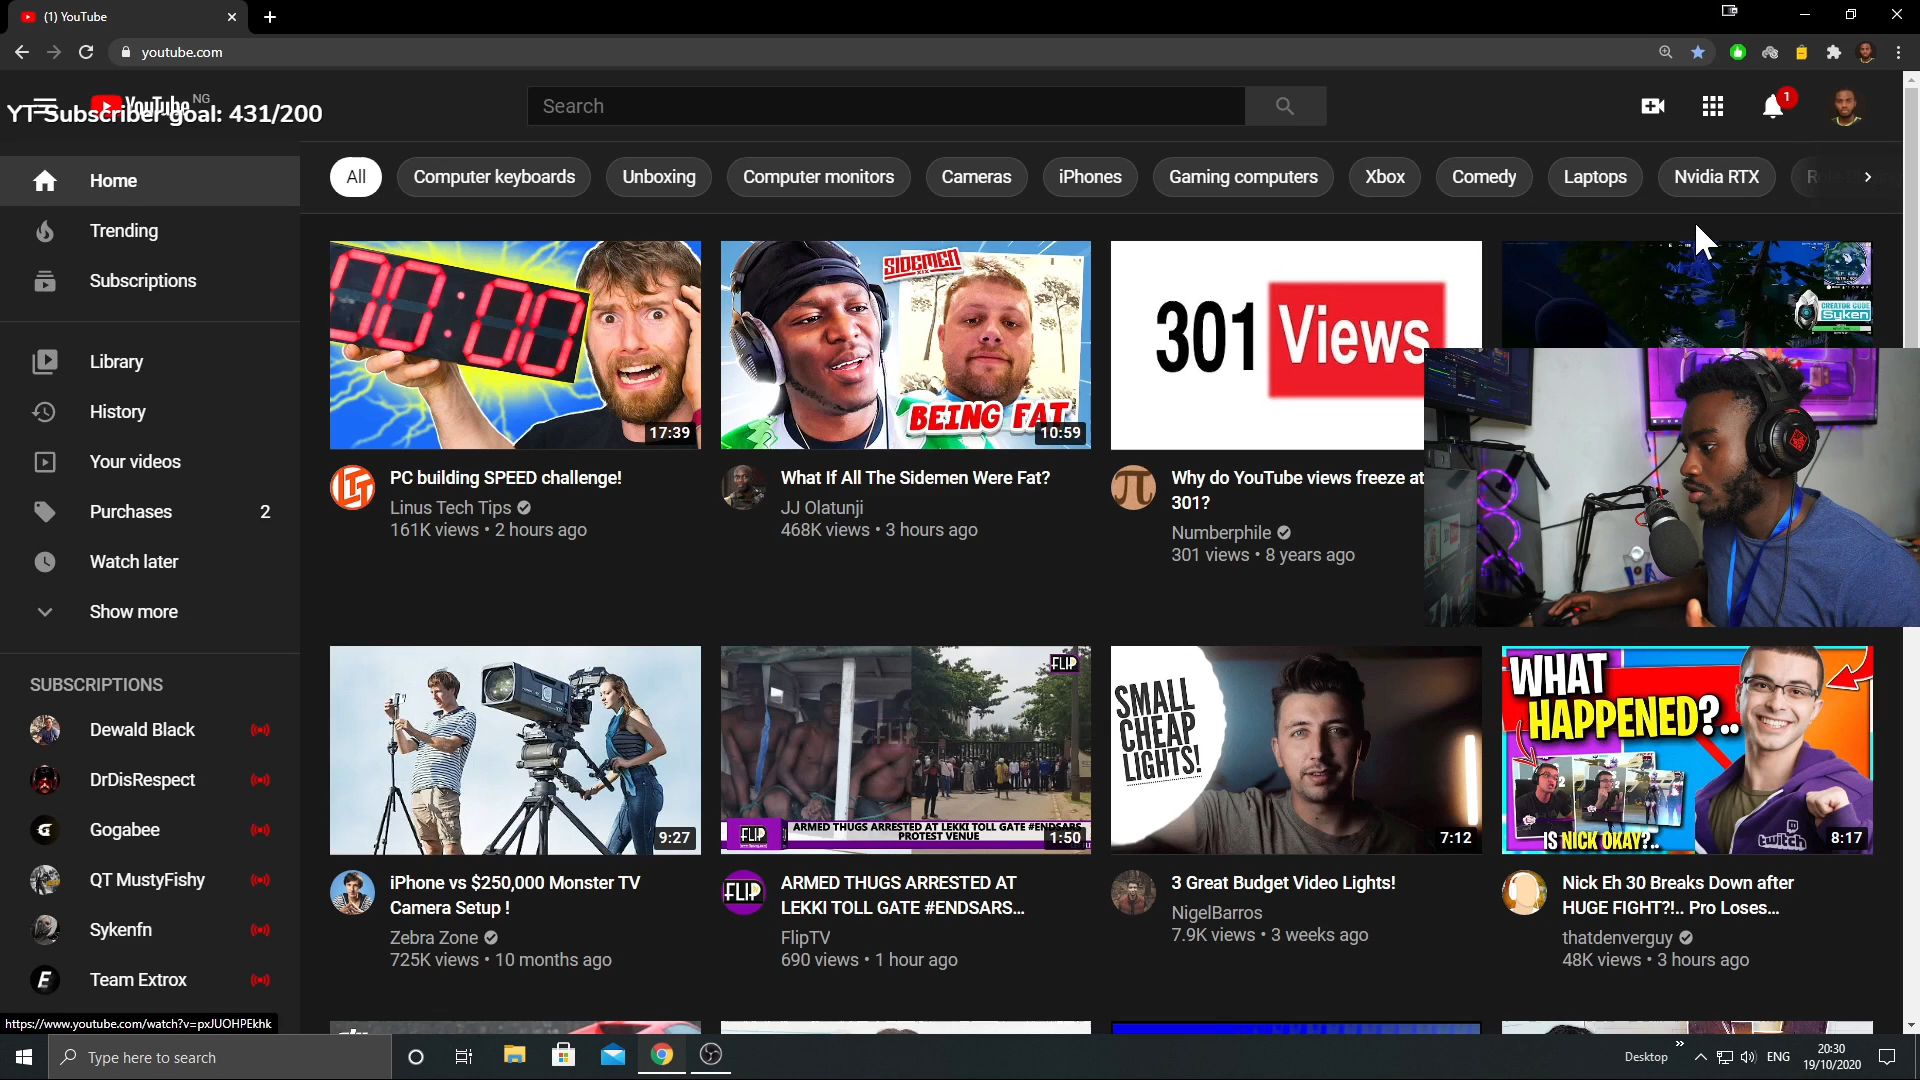 (1) YouTube
youtube.com
YouTube NG
YT Subscriber goal: 431/200
Search
1
Home
Trending
Subscriptions
Library
History
Your videos
Purchases 2
Watch later
Show more
SUBSCRIPTIONS
Dewald Black
DrDisRespect
Gogabee
QT MustyFishy
Sykenfn
Team Extrox
All
Computer keyboards
Unboxing
Computer monitors
Cameras
iPhones
Gaming computers
Xbox
Comedy
Laptops
Nvidia RTX
00:00
17:39
PC building SPEED challenge!
Linus Tech Tips
161K views • 2 hours ago
SIDEMEN
XIX
BEING FAT
10:59
What If All The Sidemen Were Fat?
JJ Olatunji
468K views • 3 hours ago
301 Views
Why do YouTube views freeze at
301?
Numberphile
301 views • 8 years ago
CREATOR CODE
Syken
9:27
iPhone vs $250,000 Monster TV
Camera Setup !
Zebra Zone
725K views • 10 months ago
FLIP
FLIP
ARMED THUGS ARRESTED AT LEKKI TOLL GATE #ENDSARS
PROTEST VENUE
1:50
FLIP
ARMED THUGS ARRESTED AT
LEKKI TOLL GATE #ENDSARS...
FlipTV
690 views • 1 hour ago
SMALL
CHEAP
LIGHTS!
7:12
3 Great Budget Video Lights!
NigelBarros
7.9K views • 3 weeks ago
WHAT
HAPPENED?..
IS NICK OKAY?..
twitch
8:17
Nick Eh 30 Breaks Down after
HUGE FIGHT?!.. Pro Loses...
thatdenverguy
48K views • 3 hours ago
https://www.youtube.com/watch?v=pxJUOHPEkhk
Type here to search
Desktop
ENG
20:30
19/10/2020